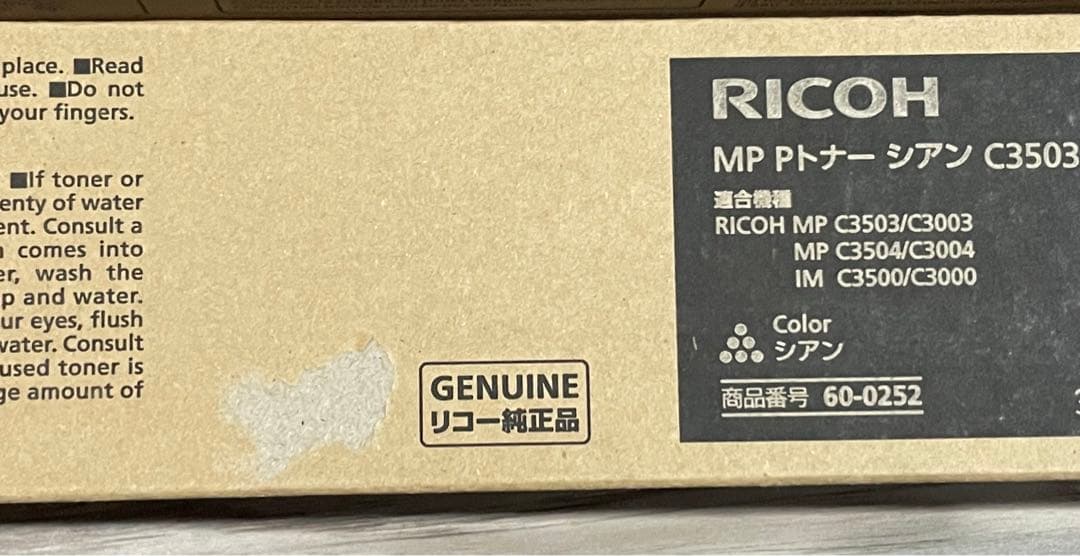 place. ■Read
use. ■Do not
your fingers.
■If toner or
enty of water
ent. Consult a
comes into
er, wash the
p and water.
ur eyes, flush
water. Consult
used toner is
ge amount of
GENUINE
リコー純正品
RICOH
MP Pトナー シアン C3503
適合機種
RICOH MP C3503/C3003
MP C3504/C3004
IM C3500/C3000
Color
シアン
商品番号 60-0252